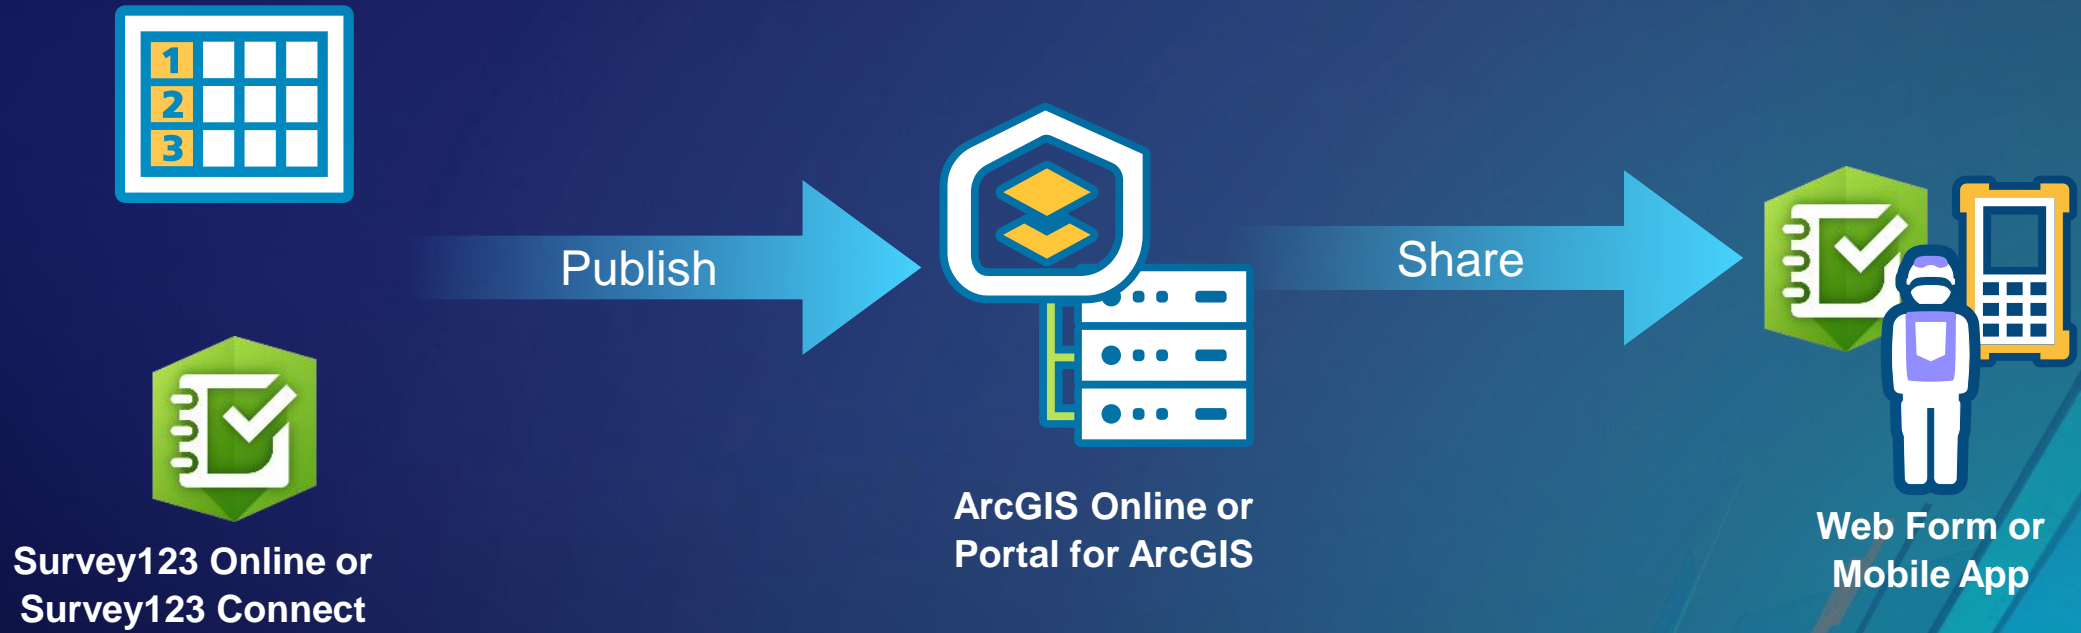 1
2
3
Publish
Share
Survey123 Online or
Survey123 Connect
ArcGIS Online or
Portal for ArcGIS
Web Form or
Mobile App